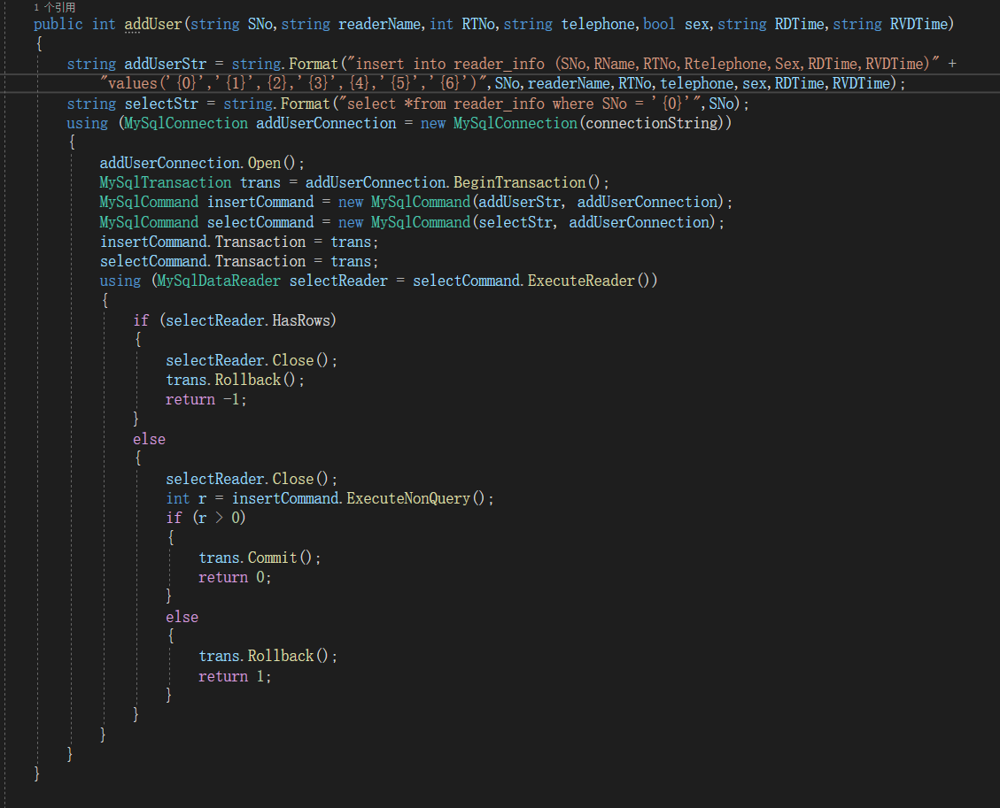 1 个引用
public int addUser(string SNo,string readerName,int RTNo,string telephone,bool sex,string RDTime,string RVDTime)
{
string addUserStr = string.Format("insert into reader_info (SNo,RName,RTNo,Rtelephone,Sex,RDTime,RVDTime)" +
"values('{0}','{1}',{2},'{3}',{4},'{5}','{6}')",SNo,readerName,RTNo,telephone,sex,RDTime,RVDTime);
string selectStr = string.Format("select *from reader_info where SNo = '{0}'",SNo);
using (MySqlConnection addUserConnection = new MySqlConnection(connectionString))
{
addUserConnection.Open();
MySqlTransaction trans = addUserConnection.BeginTransaction();
MySqlCommand insertCommand = new MySqlCommand(addUserStr, addUserConnection);
MySqlCommand selectCommand = new MySqlCommand(selectStr, addUserConnection);
insertCommand.Transaction = trans;
selectCommand.Transaction = trans;
using (MySqlDataReader selectReader = selectCommand.ExecuteReader())
{
if (selectReader.HasRows)
{
selectReader.Close();
trans.Rollback();
return -1;
}
else
{
selectReader.Close();
int r = insertCommand.ExecuteNonQuery();
if (r > 0)
{
trans.Commit();
return 0;
}
else
{
trans.Rollback();
return 1;
}
}
}
}
}